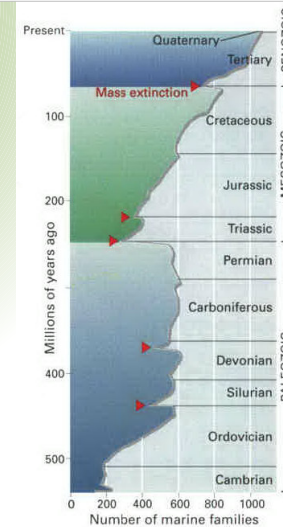 Present
Quaternary
Tertiary
Mass extinction
100
Cretaceous
Jurassic
200
Triassic
Permian
Carboniferous
Millions of years ago
400
Devonian
Silurian
Ordovician
500
Cambrian
0 200 400 600 800 1000
Number of marine families